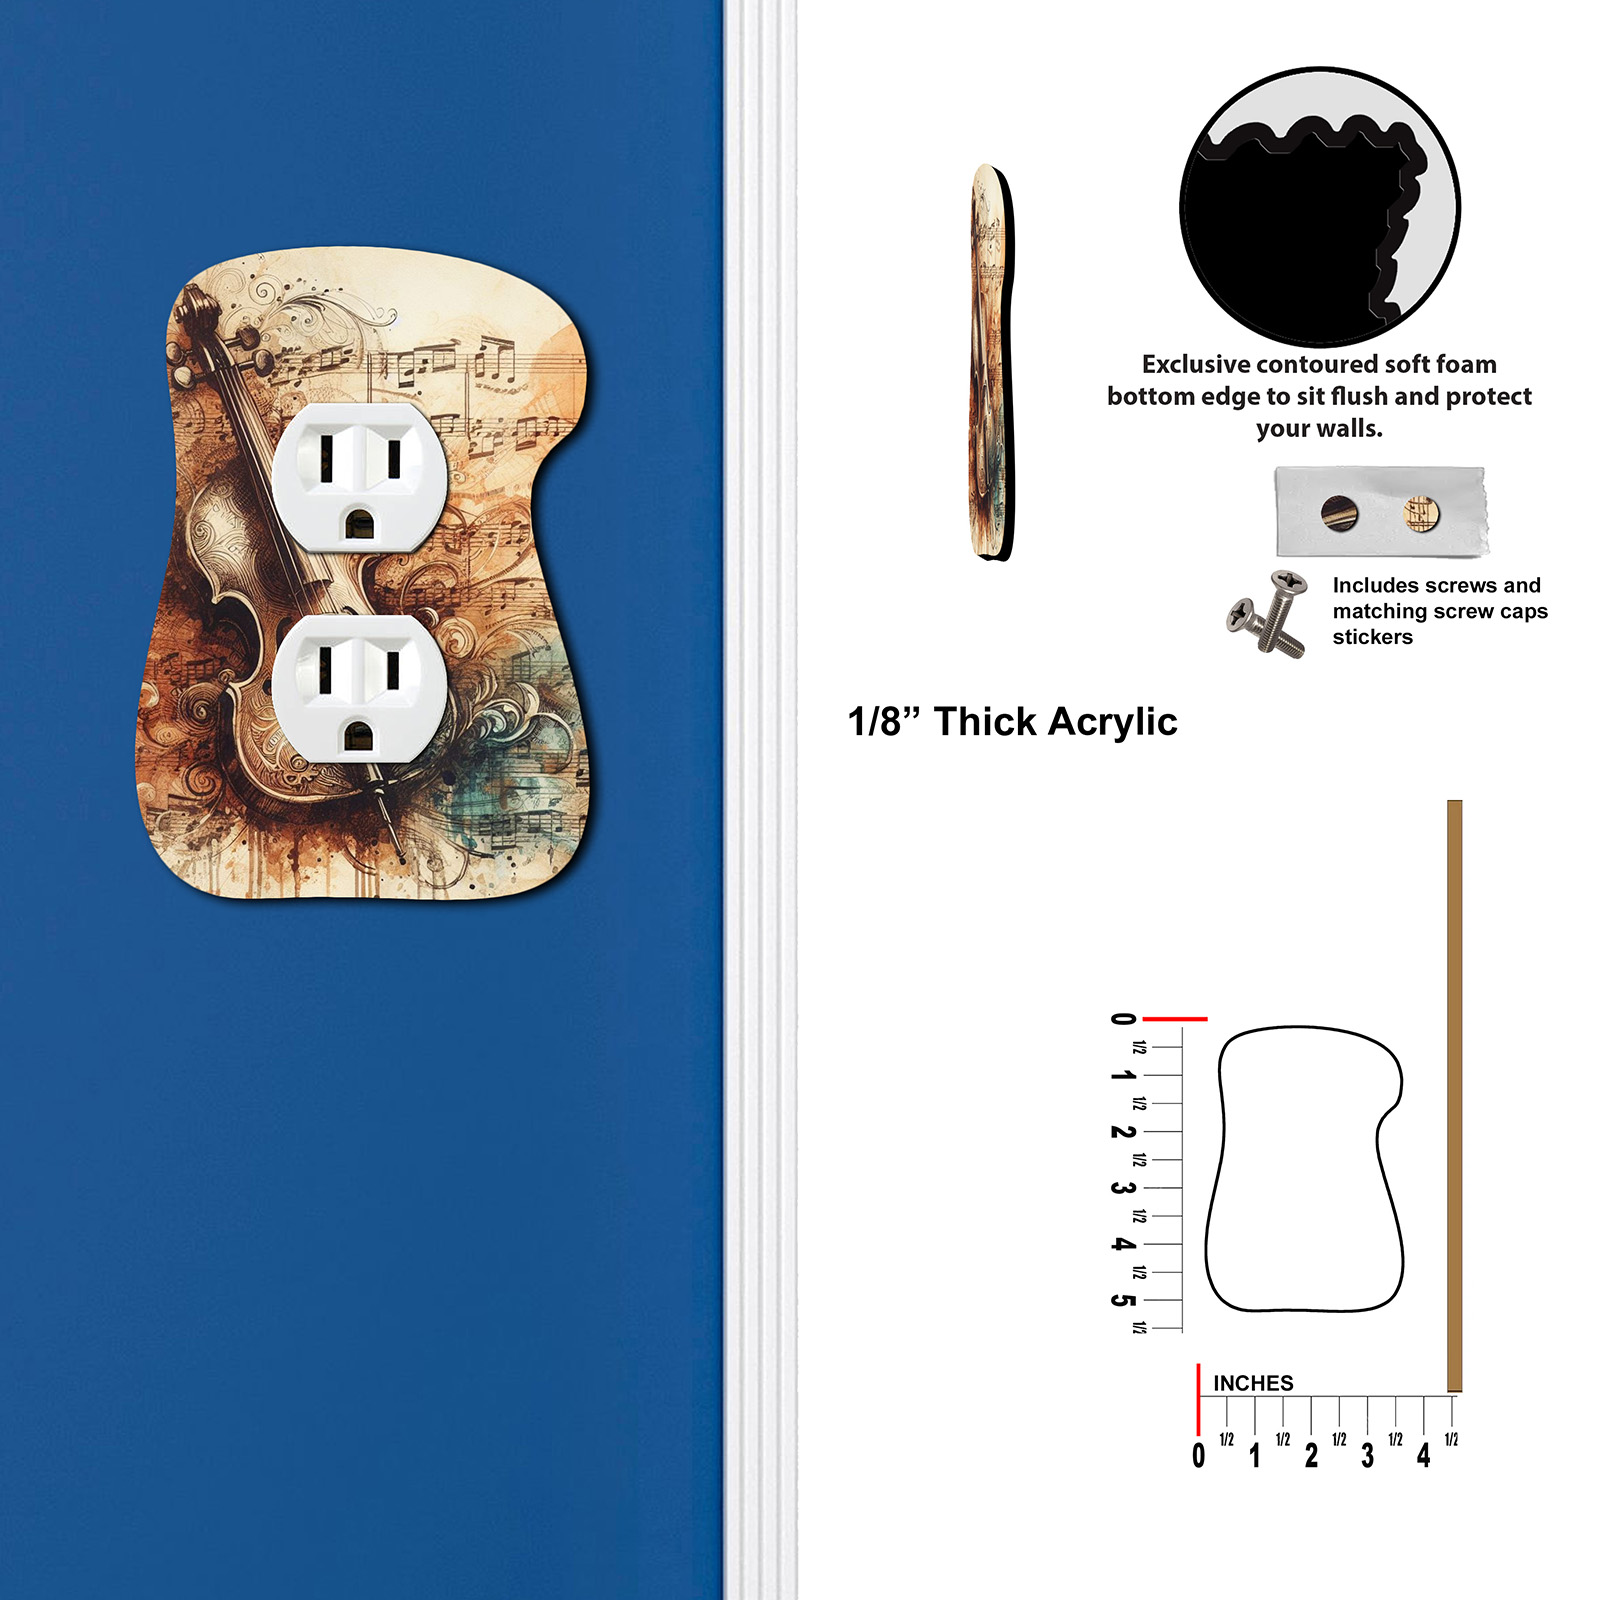 Exclusive contoured soft foam
bottom edge to sit flush and protect
your walls.
Includes screws and
matching screw caps
stickers
1/8” Thick Acrylic
0
1/2
1
1/2
2
1/2
3
1/2
4
1/2
5
1/2
INCHES
0 1/2 1 1/2 2 1/2 3 1/2 4 1/2